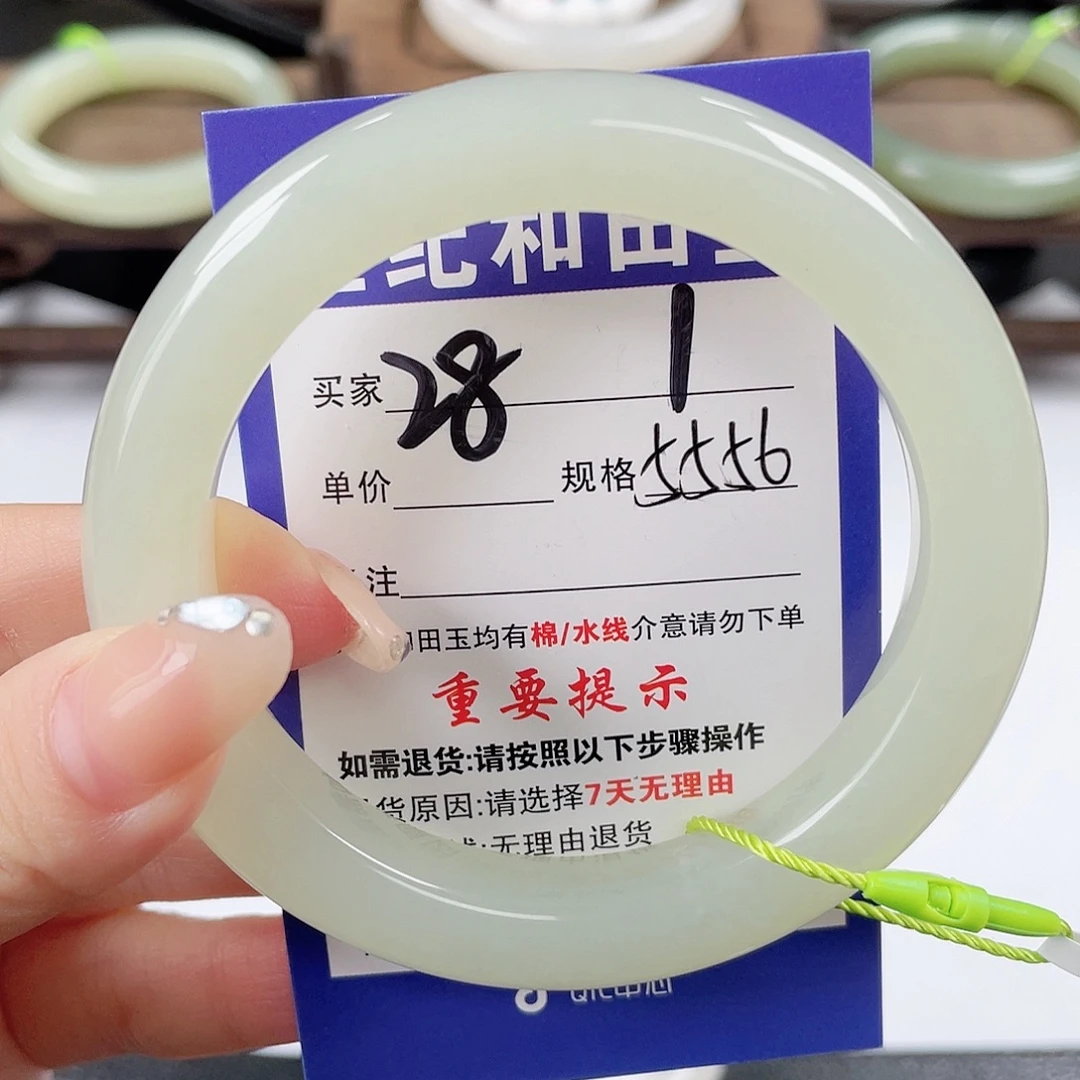 纪和田玉
买家 28 1
单价 规格 5556
注
田玉均有棉/水线介意请勿下单
重要提示
如需退货:请按照以下步骤操作
货原因:请选择7天无理由
:无理由退货